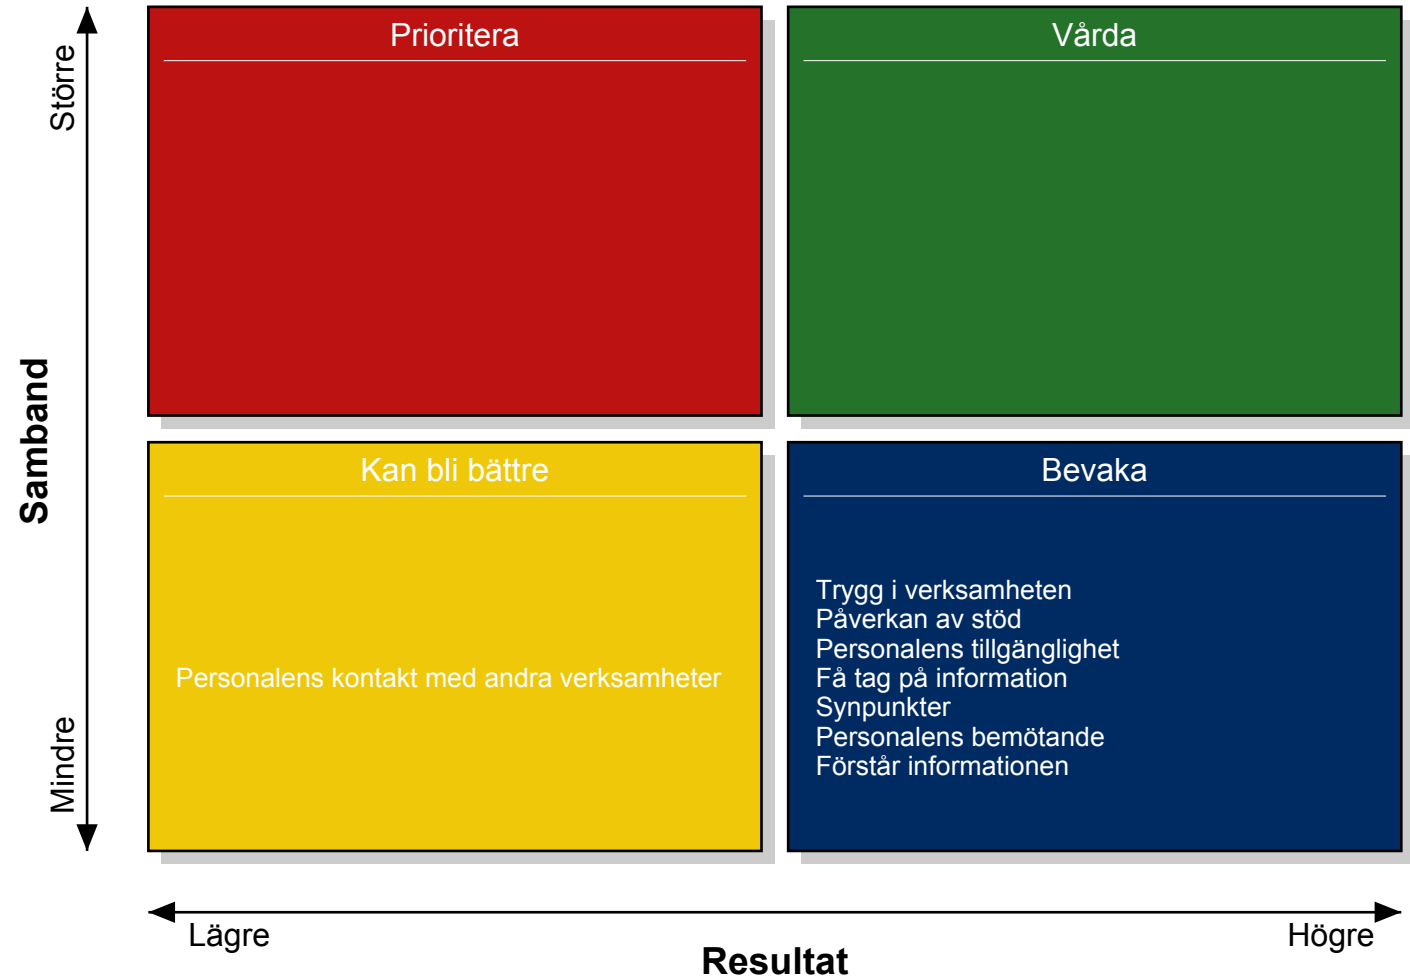 Prioritera
Vårda
Större
Samband
Mindre
Kan bli bättre
Personalens kontakt med andra verksamheter
Bevaka
Trygg i verksamheten
Påverkan av stöd
Personalens tillgänglighet
Få tag på information
Synpunkter
Personalens bemötande
Förstår informationen
Lägre
Högre
Resultat